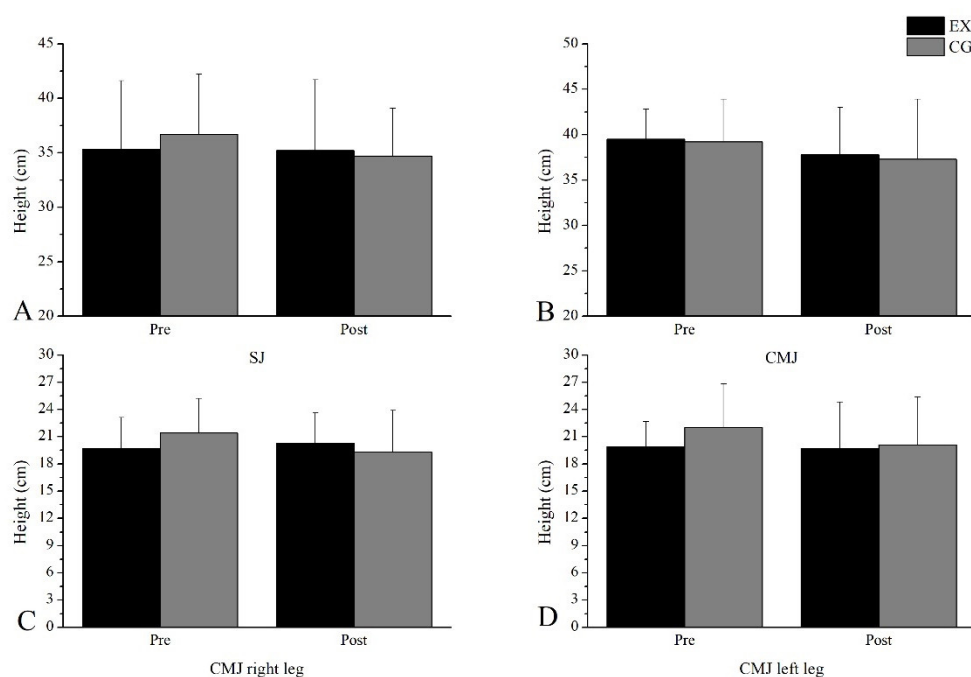 EX
CG
45
40
35
30
25
20
Height (cm)
A
Pre Post
SJ
50
45
40
35
30
25
20
Height (cm)
B
Pre Post
CMJ
30
27
24
21
18
15
12
9
6
3
0
Height (cm)
C
Pre Post
CMJ right leg
30
27
24
21
18
15
12
9
6
3
0
Height (cm)
D
Pre Post
CMJ left leg